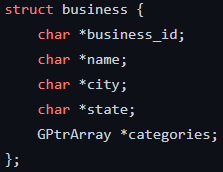 struct business {
    char *business_id;
    char *name;
    char *city;
    char *state;
    GPtrArray *categories;
};